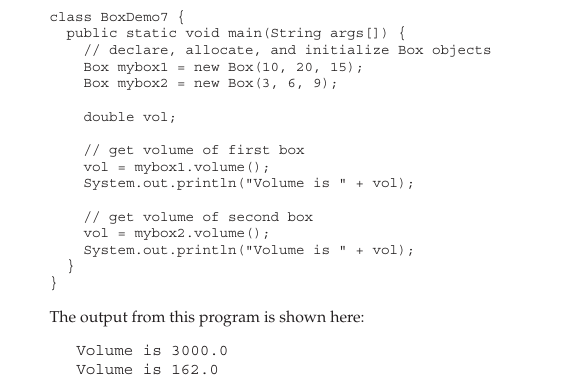 class BoxDemo7 {
  public static void main(String args[]) {
    // declare, allocate, and initialize Box objects
    Box mybox1 = new Box(10, 20, 15);
    Box mybox2 = new Box(3, 6, 9);

    double vol;

    // get volume of first box
    vol = mybox1.volume();
    System.out.println("Volume is " + vol);

    // get volume of second box
    vol = mybox2.volume();
    System.out.println("Volume is " + vol);
  }
}
The output from this program is shown here:
Volume is 3000.0
Volume is 162.0